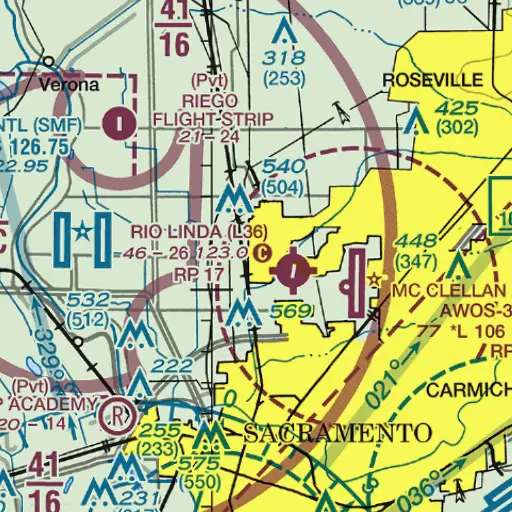 41
16
318
(253)
ROSEVILLE
Verona
(Pvt)
RIEGO
FLIGHT STRIP
21 – 24
425
(302)
NTL (SMF)
126.75
22.95
540
(504)
RIO LINDA (L36)
46 – 26 123.0 C
RP 17
448
(347)
MC CLELLAN
AWOS-3
77 *L 106
RP
569
532
(512)
339°
222
(Pvt)
P ACADEMY
20 – 14
R
021°
CARMICH
255
(233)
SACRAMENTO
575
(550)
036°
41
16
231